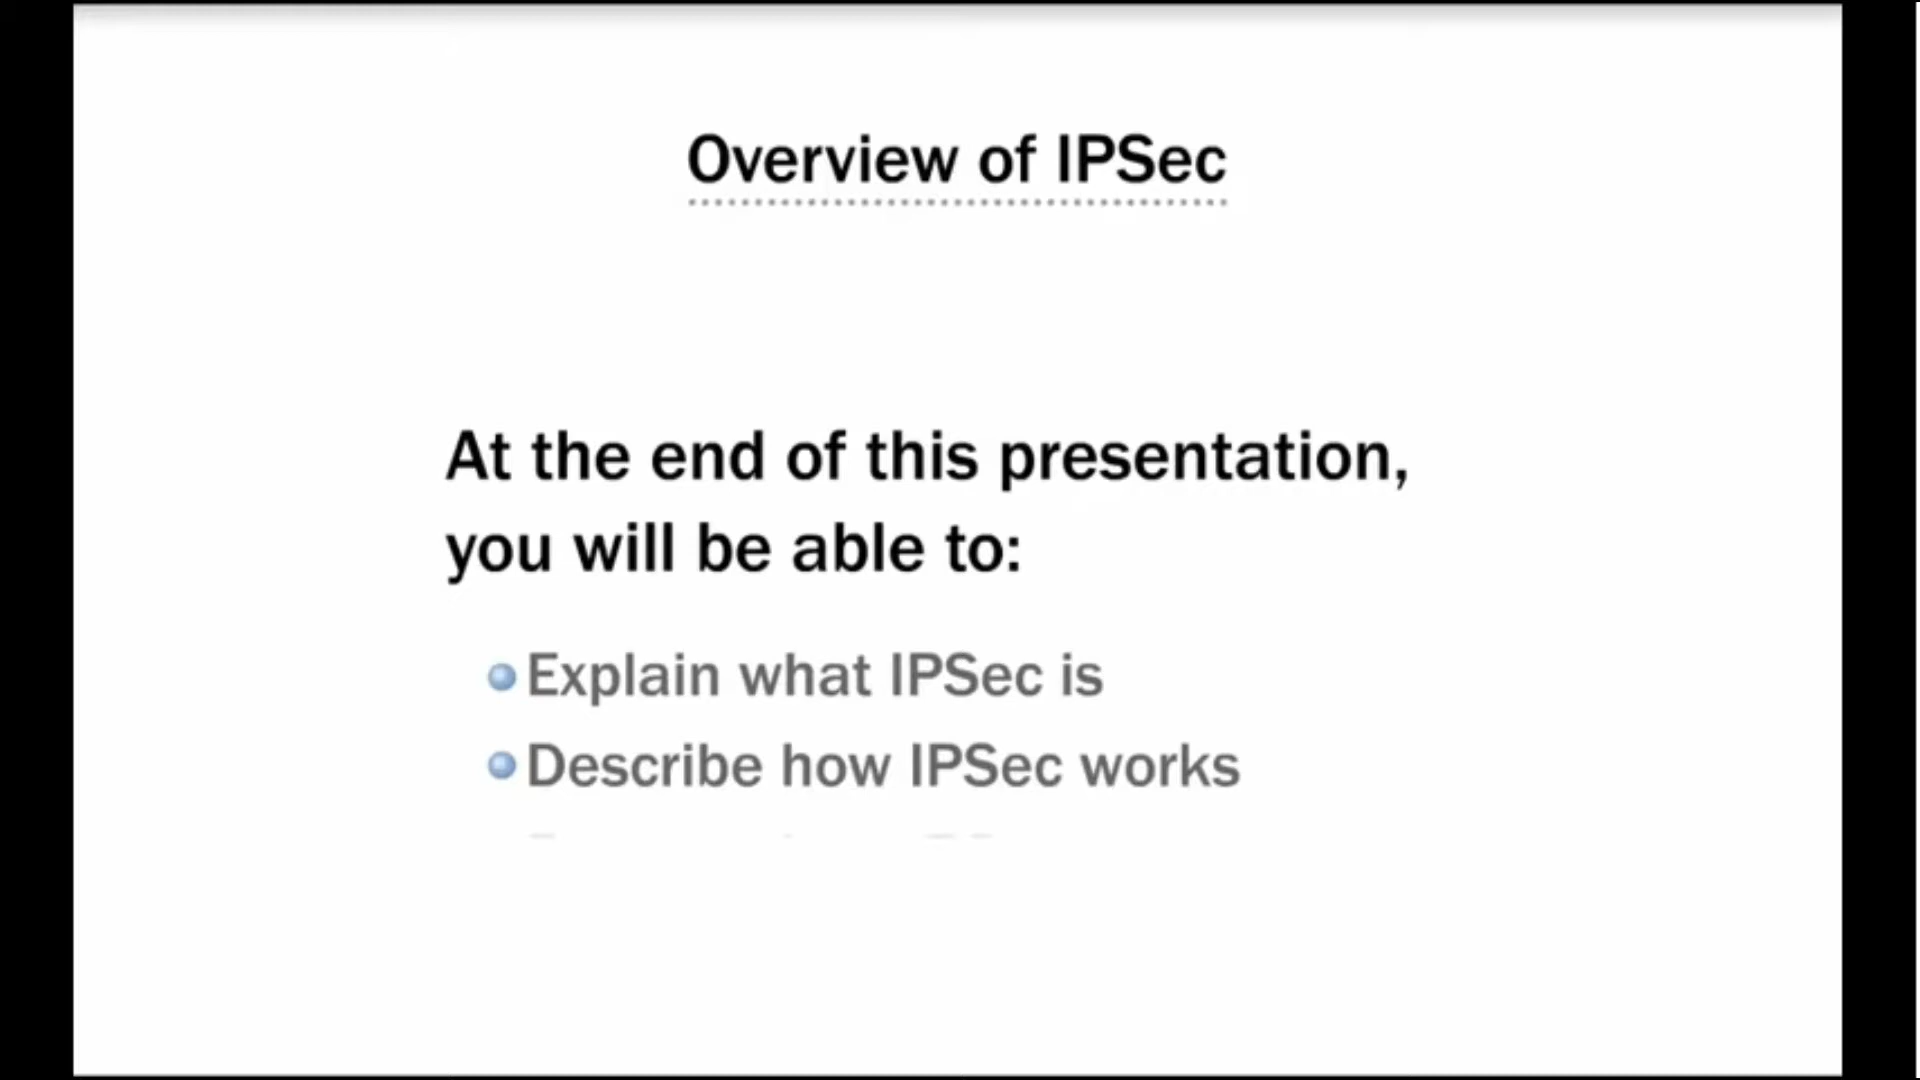 Overview of IPSec
At the end of this presentation,
you will be able to:
Explain what IPSec is
Describe how IPSec works